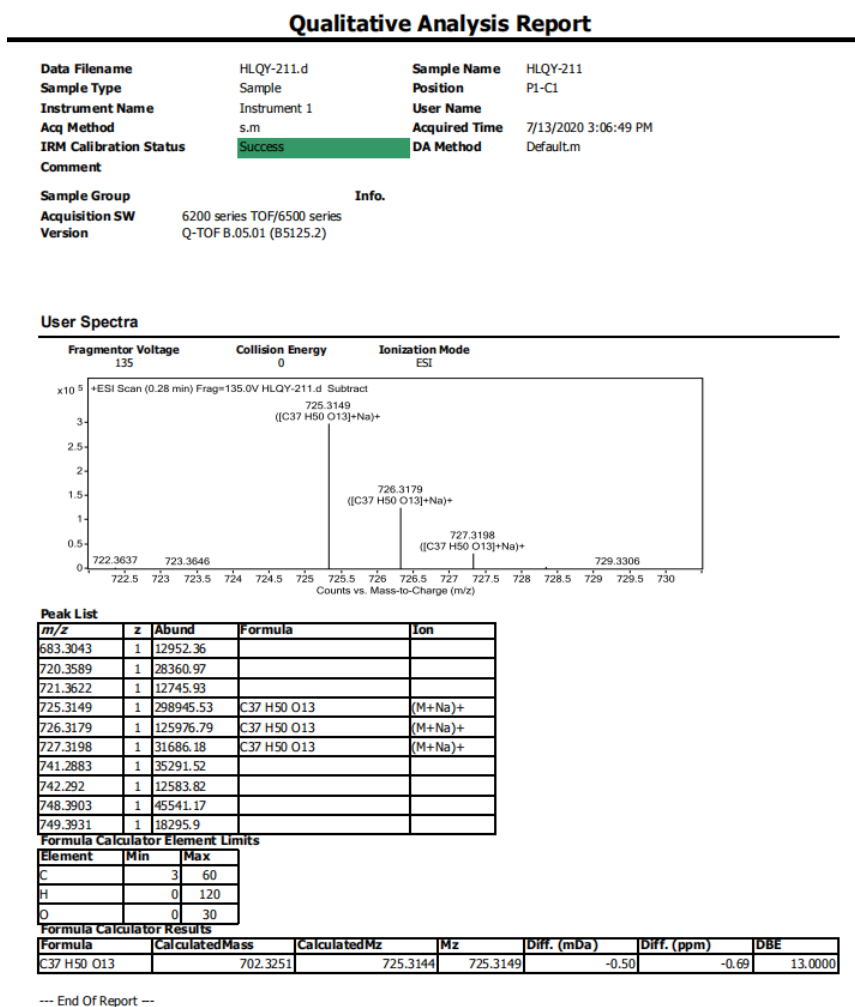 Qualitative Analysis Report
Data Filename HLQY-211.d Sample Name HLQY-211
Sample Type Sample Position P1-C1
Instrument Name Instrument 1 User Name
Acq Method s.m Acquired Time 7/13/2020 3:06:49 PM
IRM Calibration Status Success DA Method Default.m
Comment
Sample Group Info.
Acquisition SW 6200 series TOF/6500 series
Version Q-TOF B.05.01 (B5125.2)
User Spectra
Fragmentor Voltage Collision Energy Ionization Mode
135 0 ESI
x10 5 +ESI Scan (0.28 min) Frag=135.0V HLQY-211.d Subtract
725.3149
([C37 H50 O13]+Na)+
3
2.5
2
726.3179
1.5 ([C37 H50 O13]+Na)+
1
727.3198
0.5 ([C37 H50 O13]+Na)+
722.3637 723.3646 729.3306
0
722.5 723 723.5 724 724.5 725 725.5 726 726.5 727 727.5 728 728.5 729 729.5 730
Counts vs. Mass-to-Charge (m/z)
Peak List
m/z z Abund Formula Ion
683.3043 1 12952.36
720.3589 1 28360.97
721.3622 1 12745.93
725.3149 1 298945.53 C37 H50 O13 (M+Na)+
726.3179 1 125976.79 C37 H50 O13 (M+Na)+
727.3198 1 31686.18 C37 H50 O13 (M+Na)+
741.2883 1 35291.52
742.292 1 12583.82
748.3903 1 45541.17
749.3931 1 18295.9
Formula Calculator Element Limits
Element Min Max
C 3 60
H 0 120
O 0 30
Formula Calculator Results
Formula CalculatedMass CalculatedMz Mz Diff. (mDa) Diff. (ppm) DBE
C37 H50 O13 702.3251 725.3144 725.3149 -0.50 -0.69 13.0000
--- End Of Report ---